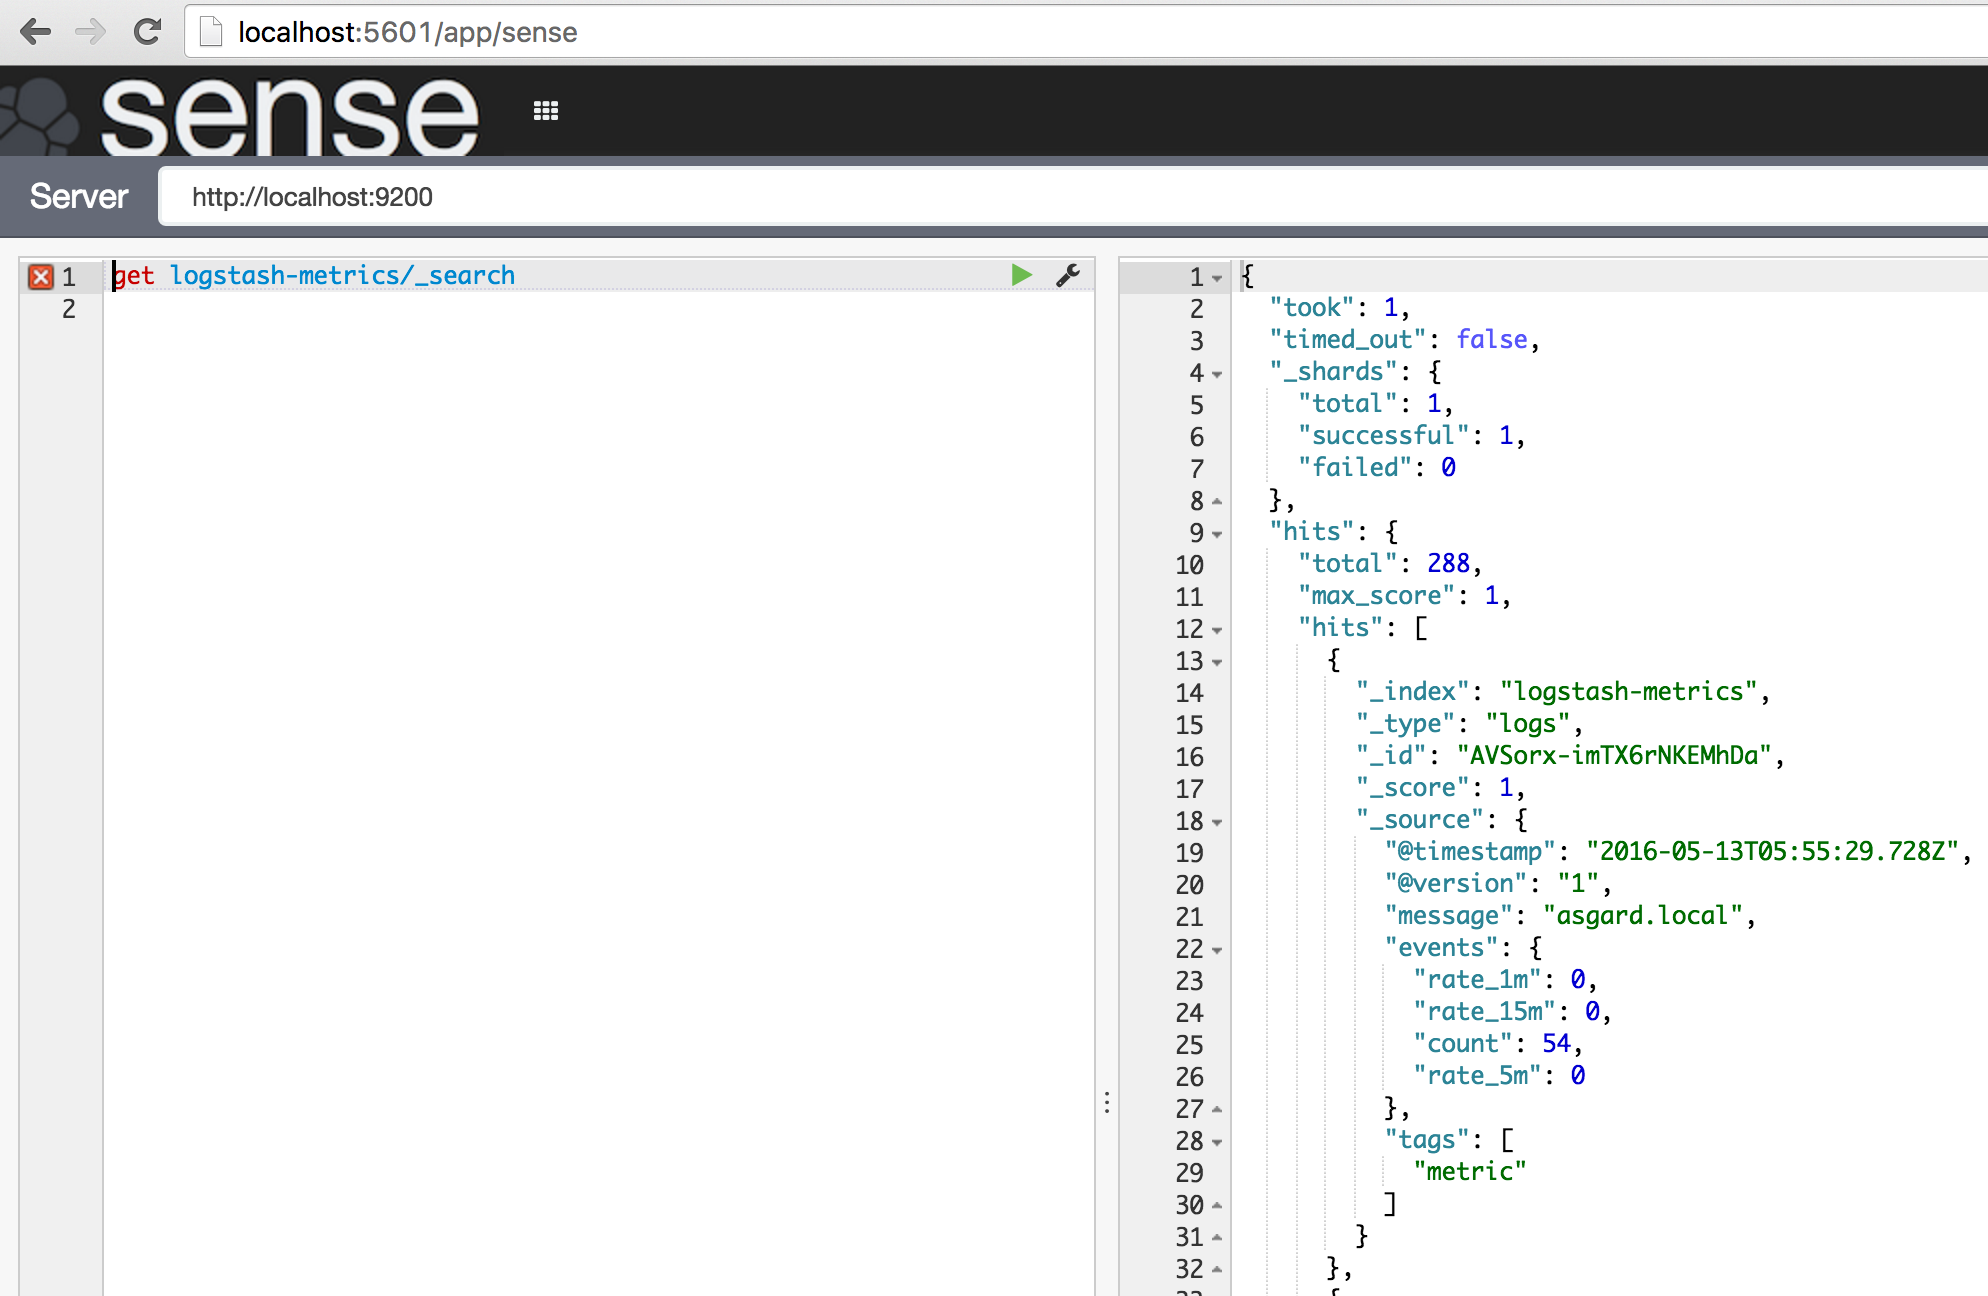 localhost:5601/app/sense
sense
Server http://localhost:9200
1 get logstash-metrics/_search
2
1 {
2 "took": 1,
3 "timed_out": false,
4 "_shards": {
5 "total": 1,
6 "successful": 1,
7 "failed": 0
8 },
9 "hits": {
10 "total": 288,
11 "max_score": 1,
12 "hits": [
13 {
14 "_index": "logstash-metrics",
15 "_type": "logs",
16 "_id": "AVSorx-imTX6rNKEMhDa",
17 "_score": 1,
18 "_source": {
19 "@timestamp": "2016-05-13T05:55:29.728Z",
20 "@version": "1",
21 "message": "asgard.local",
22 "events": {
23 "rate_1m": 0,
24 "rate_15m": 0,
25 "count": 54,
26 "rate_5m": 0
27 },
28 "tags": [
29 "metric"
30 ]
31 }
32 },